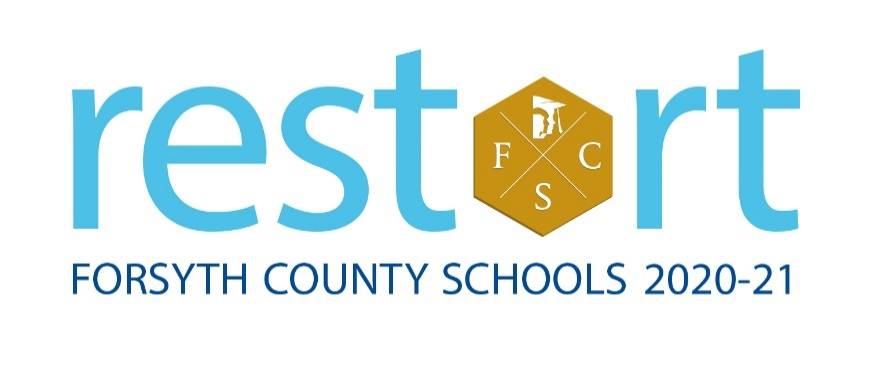 rest rt
F C
S
FORSYTH COUNTY SCHOOLS 2020-21